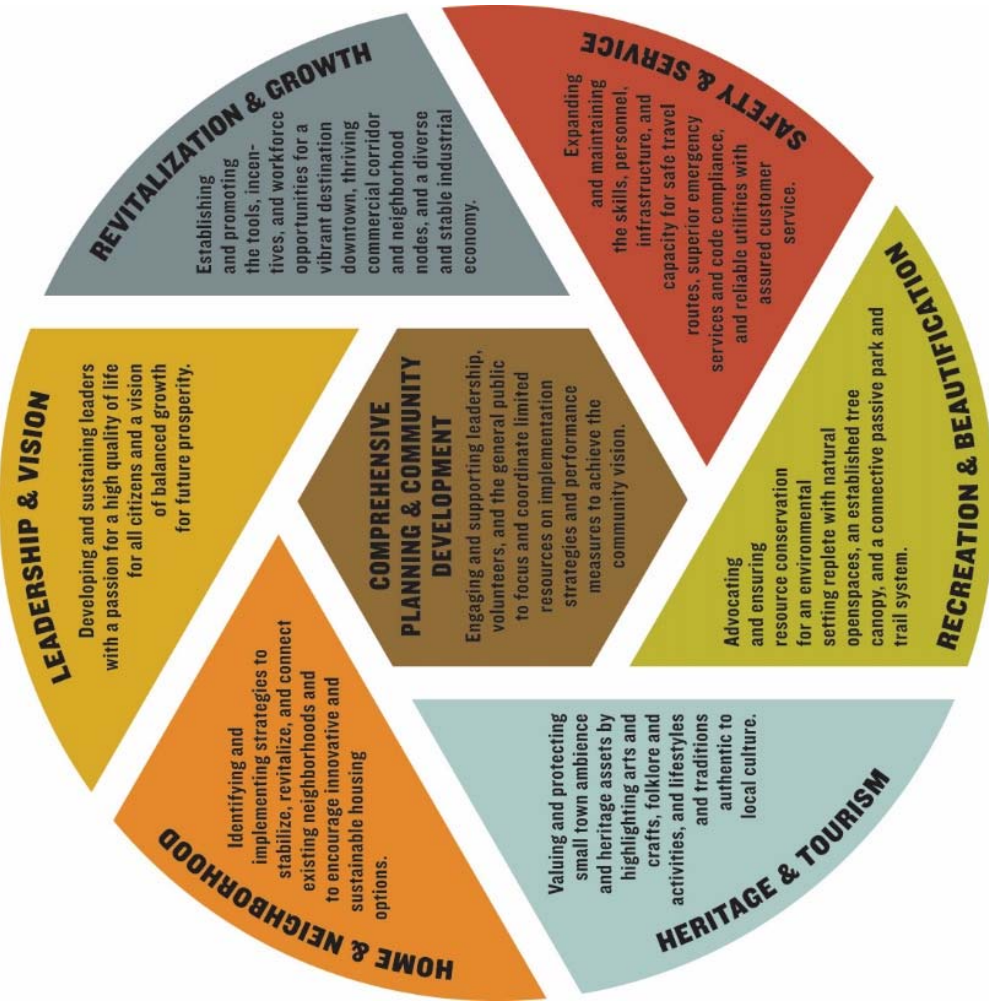 LEADERSHIP & VISION
Developing and sustaining leaders
with a passion for a high quality of life
for all citizens and a vision
of balanced growth
for future prosperity.
REVITALIZATION & GROWTH
Establishing
and promoting
the tools, incen-
tives, and workforce
opportunities for a
vibrant destination
downtown, thriving
commercial corridor
and neighborhood
nodes, and a diverse
and stable industrial
economy.
SAFETY & SERVICE
Expanding
and maintaining
the skills, personnel,
infrastructure, and
capacity for safe travel
routes, superior emergency
services and code compliance,
and reliable utilities with
assured customer
service.
RECREATION & BEAUTIFICATION
Advocating
and ensuring
resource conservation
for an environmental
setting replete with natural
openspaces, an established tree
canopy, and a connective passive park and
trail system.
HERITAGE & TOURISM
Valuing and protecting
small town ambience
and heritage assets by
highlighting arts and
crafts, folklore and
activities, and lifestyles
and traditions
authentic to
local culture.
HOME & NEIGHBORHOOD
Identifying and
implementing strategies to
stabilize, revitalize, and connect
existing neighborhoods and
to encourage innovative and
sustainable housing
options.
COMPREHENSIVE
PLANNING & COMMUNITY
DEVELOPMENT
Engaging and supporting leadership,
volunteers, and the general public
to focus and coordinate limited
resources on implementation
strategies and performance
measures to achieve the
community vision.